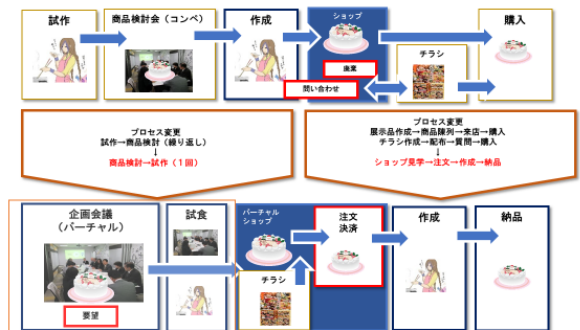 試作
商品検討会（コンペ）
作成
ショップ
購入
チラシ
廃棄
問い合わせ
プロセス変更
試作→商品検討（繰り返し）
↓
商品検討→試作（１回）
プロセス変更
展示品作成→商品陳列→来店→購入
チラシ作成→配布→質問→購入
↓
ショップ見学→注文→作成→納品
企画会議
（バーチャル）
試食
バーチャル
ショップ
注文
決済
作成
納品
チラシ
要望